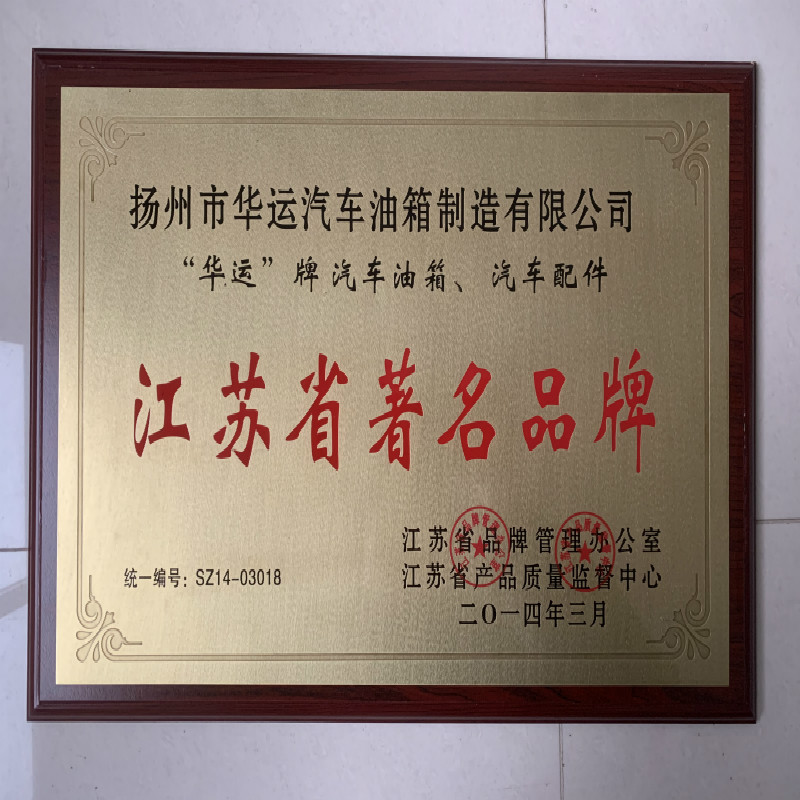 扬州市华运汽车油箱制造有限公司
“华运”牌 汽车油箱、汽车配件
江苏省著名品牌
江苏省品牌管理办公室
统一编号：SZ14-03018
江苏省产品质量监督中心
二〇一四年三月